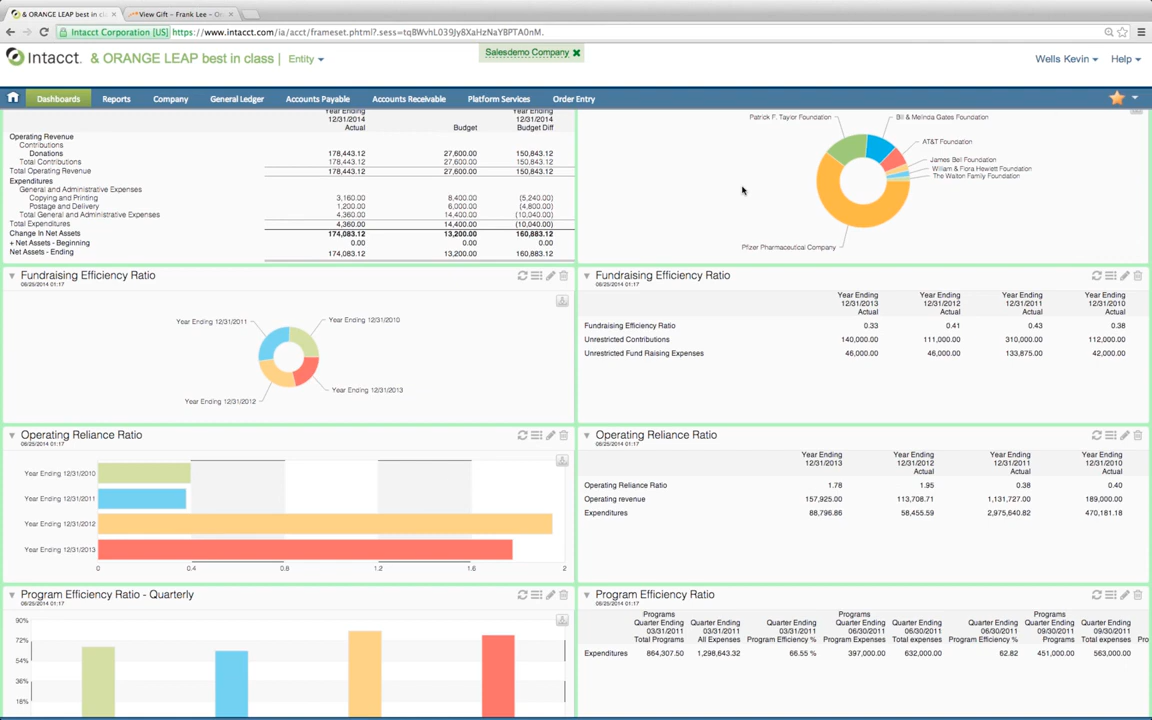 & ORANGE LEAP best in cl
View Gift – Frank Lee – O
Intacct Corporation [US] https://www.intacct.com/ia/acct/frameset.phtml?.sess=
Intacct. & ORANGE LEAP best in class | Entity
Salesdemo Company
Wells Kevin
Help
Dashboards
Reports
Company
General Ledger
Accounts Payable
Accounts Receivable
Platform Services
Order Entry
Year Ending Year Ending
12/31/2014 12/31/2014
Actual Budget Budget Diff
Operating Revenue
Contributions
Donations 178,443.12 27,600.00 150,843.12
Total Contributions 178,443.12 27,600.00 150,843.12
Total Operating Revenue 178,443.12 27,600.00 150,843.12
Expenditures
General and Administrative Expenses
Copying and Printing 3,160.00 8,400.00 (5,240.00)
Postage and Delivery 1,200.00 6,000.00 (4,800.00)
Total General and Administrative Expenses 4,360.00 14,400.00 (10,040.00)
Total Expenditures 4,360.00 14,400.00 (10,040.00)
Change In Net Assets 174,083.12 13,200.00 160,883.12
+ Net Assets - Beginning 0.00 0.00 0.00
Net Assets - Ending 174,083.12 13,200.00 160,883.12
Patrick F. Taylor Foundation
Bil & Melinda Gates Foundation
AT&T Foundation
James Bell Foundation
William & Flora Hewlett Foundation
The Walton Family Foundation
Pfizer Pharmaceutical Company
Fundraising Efficiency Ratio
06/25/2014 01:17
Year Ending 12/31/2011
Year Ending 12/31/2010
Year Ending 12/31/2013
Year Ending 12/31/2012
Fundraising Efficiency Ratio
06/25/2014 01:17
Year Ending Year Ending Year Ending Year Ending
12/31/2013 12/31/2012 12/31/2011 12/31/2010
Actual Actual Actual Actual
Fundraising Efficiency Ratio 0.33 0.41 0.43 0.38
Unrestricted Contributions 140,000.00 111,000.00 310,000.00 112,000.00
Unrestricted Fund Raising Expenses 46,000.00 46,000.00 133,875.00 42,000.00
Operating Reliance Ratio
06/25/2014 01:17
Year Ending 12/31/2010
Year Ending 12/31/2011
Year Ending 12/31/2012
Year Ending 12/31/2013
0 0.4 0.8 1.2 1.6 2
Operating Reliance Ratio
06/25/2014 01:17
Year Ending Year Ending Year Ending Year Ending
12/31/2013 12/31/2012 12/31/2011 12/31/2010
Actual Actual Actual
Operating Reliance Ratio 1.78 1.95 0.38 0.40
Operating revenue 157,925.00 113,708.71 1,131,727.00 189,000.00
Expenditures 88,796.86 58,455.59 2,975,640.82 470,181.18
Program Efficiency Ratio - Quarterly
06/25/2014 01:17
90%
72%
54%
36%
18%
Program Efficiency Ratio
06/25/2014 01:17
Programs Programs Programs
Quarter Ending Quarter Ending Quarter Ending Quarter Ending Quarter Ending Quarter Ending Quarter Ending Quarter Ending
03/31/2011 03/31/2011 03/31/2011 06/30/2011 06/30/2011 06/30/2011 09/30/2011 09/30/2011
Total Programs All Expenses Program Efficiency % Program Expenses Total expenses Program Efficiency % Programs Total expenses Pro
Expenditures 864,307.50 1,298,643.32 66.55 % 397,000.00 632,000.00 62.82 451,000.00 563,000.00